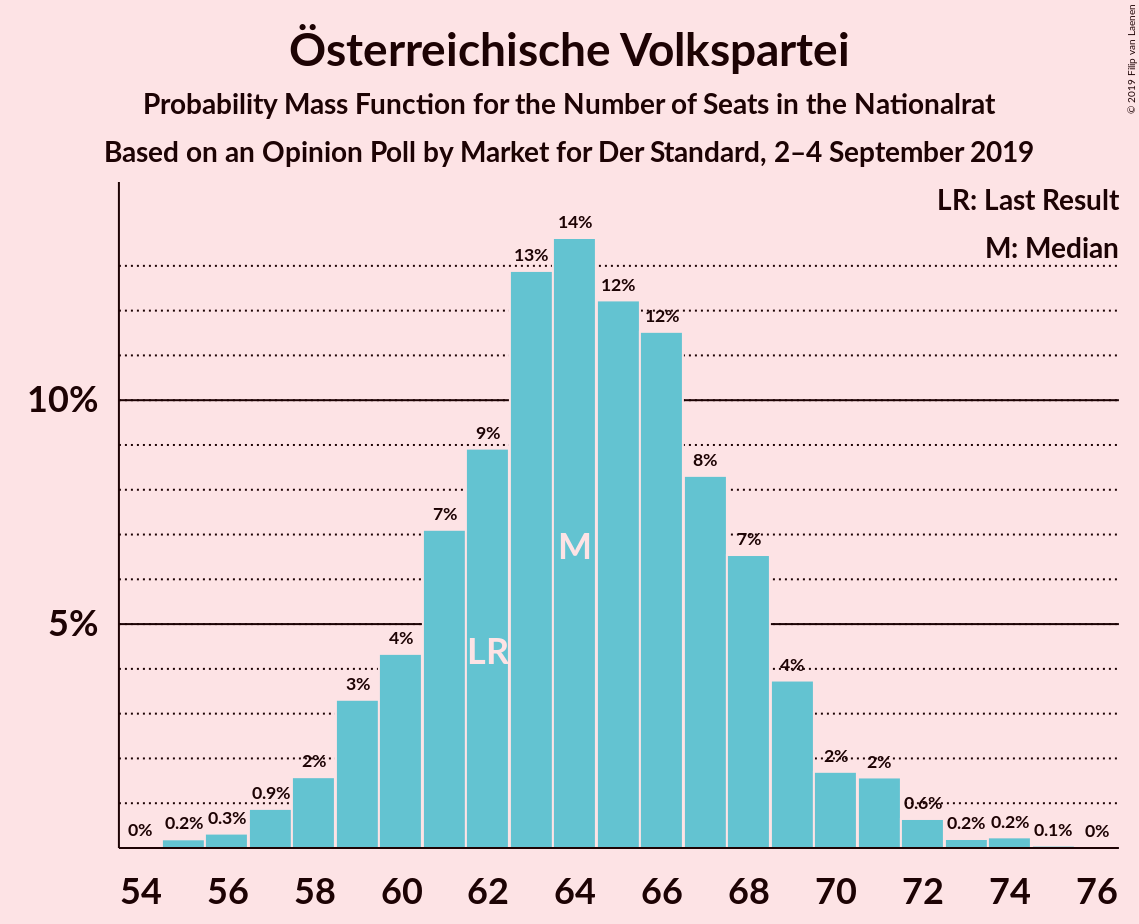 Österreichische Volkspartei
Probability Mass Function for the Number of Seats in the Nationalrat
Based on an Opinion Poll by Market for Der Standard, 2–4 September 2019
© 2019 Filip van Laenen
LR: Last Result
M: Median
14%
13%
12%
12%
10%
9%
8%
7%
7%
M
5%
4%
LR
4%
3%
2%
2%
2%
0.9%
0.6%
0%
0.2%
0.3%
0.2%
0.2%
0.1%
0%
54 56 58 60 62 64 66 68 70 72 74 76